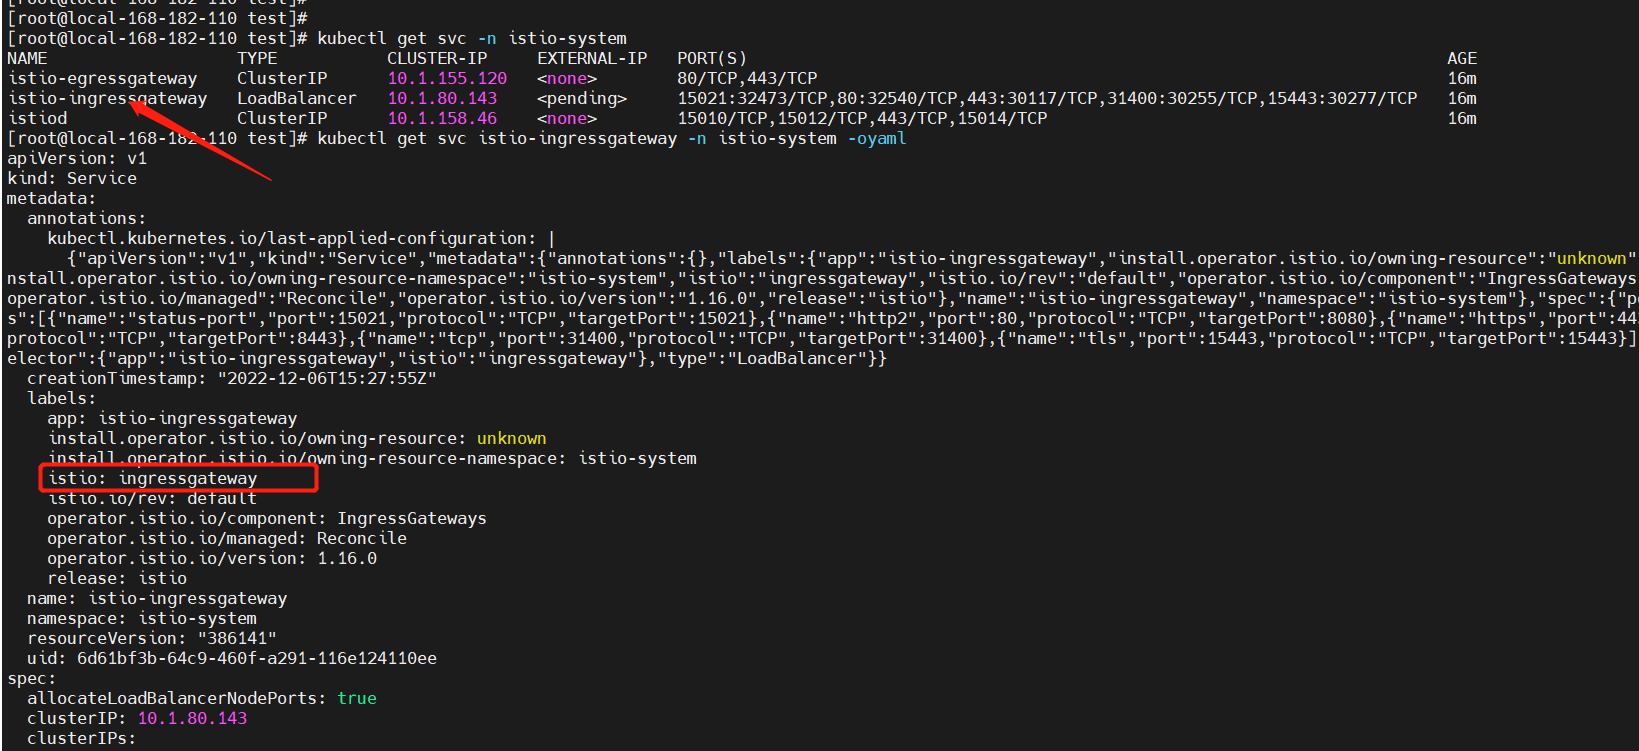 [root@local-168-182-110 test]#
[root@local-168-182-110 test]#
[root@local-168-182-110 test]# kubectl get svc -n istio-system
NAME TYPE CLUSTER-IP EXTERNAL-IP PORT(S) AGE
istio-egressgateway ClusterIP 10.1.155.120 <none> 80/TCP,443/TCP 16m
istio-ingressgateway LoadBalancer 10.1.80.143 <pending> 15021:32473/TCP,80:32540/TCP,443:30117/TCP,31400:30255/TCP,15443:30277/TCP 16m
istiod ClusterIP 10.1.158.46 <none> 15010/TCP,15012/TCP,443/TCP,15014/TCP 16m
[root@local-168-182-110 test]# kubectl get svc istio-ingressgateway -n istio-system -oyaml
apiVersion: v1
kind: Service
metadata:
  annotations:
    kubectl.kubernetes.io/last-applied-configuration: |
      {"apiVersion":"v1","kind":"Service","metadata":{"annotations":{},"labels":{"app":"istio-ingressgateway","install.operator.istio.io/owning-resource":"unknown"
nstall.operator.istio.io/owning-resource-namespace":"istio-system","istio":"ingressgateway","istio.io/rev":"default","operator.istio.io/component":"IngressGateways
operator.istio.io/managed":"Reconcile","operator.istio.io/version":"1.16.0","release":"istio"},"name":"istio-ingressgateway","namespace":"istio-system"},"spec":{"po
s":[{"name":"status-port","port":15021,"protocol":"TCP","targetPort":15021},{"name":"http2","port":80,"protocol":"TCP","targetPort":8080},{"name":"https","port":443
protocol":"TCP","targetPort":8443},{"name":"tcp","port":31400,"protocol":"TCP","targetPort":31400},{"name":"tls","port":15443,"protocol":"TCP","targetPort":15443}]
elector":{"app":"istio-ingressgateway","istio":"ingressgateway"},"type":"LoadBalancer"}}
  creationTimestamp: "2022-12-06T15:27:55Z"
  labels:
    app: istio-ingressgateway
    install.operator.istio.io/owning-resource: unknown
    install.operator.istio.io/owning-resource-namespace: istio-system
    istio: ingressgateway
    istio.io/rev: default
    operator.istio.io/component: IngressGateways
    operator.istio.io/managed: Reconcile
    operator.istio.io/version: 1.16.0
    release: istio
  name: istio-ingressgateway
  namespace: istio-system
  resourceVersion: "386141"
  uid: 6d61bf3b-64c9-460f-a291-116e124110ee
spec:
  allocateLoadBalancerNodePorts: true
  clusterIP: 10.1.80.143
  clusterIPs: